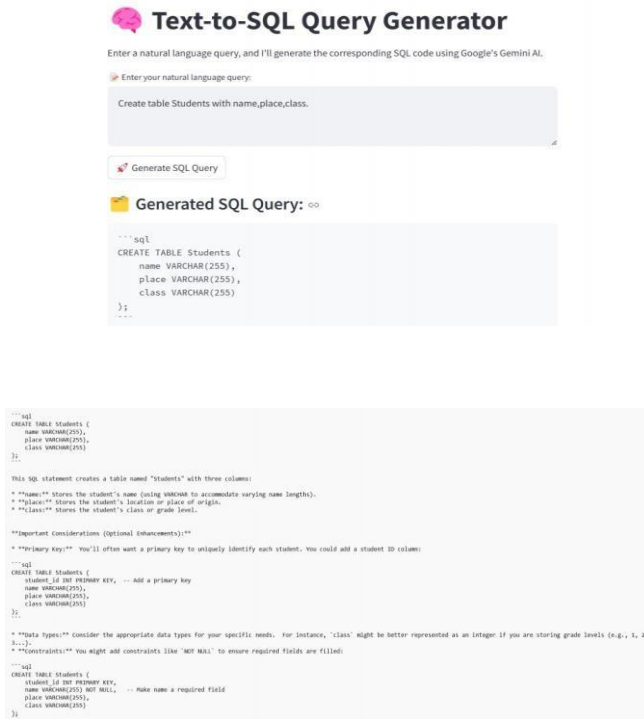 Text-to-SQL Query Generator
Enter a natural language query, and I'll generate the corresponding SQL code using Google's Gemini AI.
Enter your natural language query:
Create table Students with name,place,class.
Generate SQL Query
Generated SQL Query:
```sql
CREATE TABLE Students (
name VARCHAR(255),
place VARCHAR(255),
class VARCHAR(255)
);
```
```sql
CREATE TABLE Students (
name VARCHAR(255),
place VARCHAR(255),
class VARCHAR(255)
);
```
This SQL statement creates a table named "Students" with three columns:
* **name:** Stores the student's name (using VARCHAR to accommodate varying name lengths).
* **place:** Stores the student's location or place of origin.
* **class:** Stores the student's class or grade level.
**Important Considerations (Optional Enhancements):**
* **Primary Key:** You'll often want a primary key to uniquely identify each student. You could add a student ID column:
```sql
CREATE TABLE Students (
student_id INT PRIMARY KEY, -- Add a primary key
name VARCHAR(255),
place VARCHAR(255),
class VARCHAR(255)
);
```
* **Data Types:** Consider the appropriate data types for your specific needs. For instance, `class` might be better represented as an integer if you are storing grade levels (e.g., 1, 2
3...).
* **Constraints:** You might add constraints like `NOT NULL` to ensure required fields are filled:
```sql
CREATE TABLE Students (
student_id INT PRIMARY KEY,
name VARCHAR(255) NOT NULL, -- Make name a required field
place VARCHAR(255),
class VARCHAR(255)
);